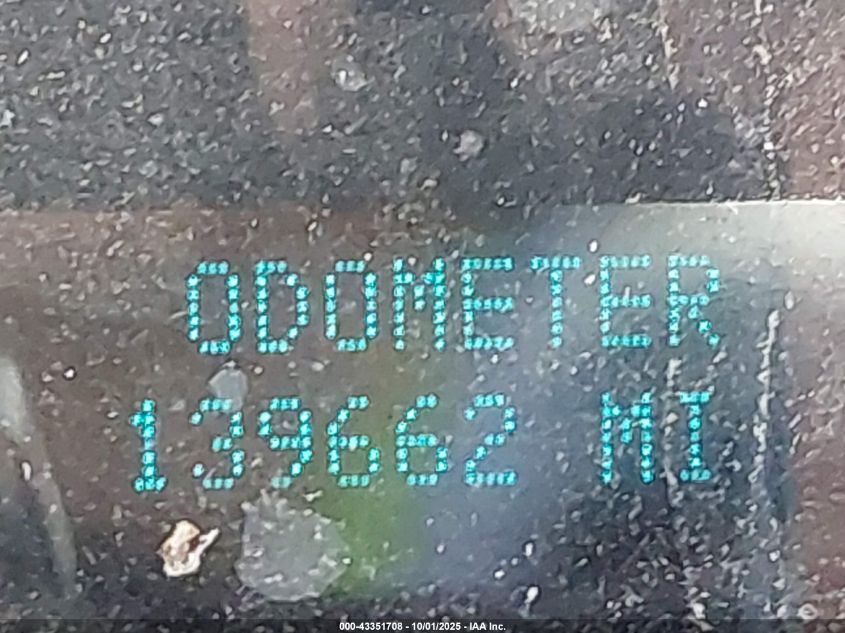 ODOMETER
139662 MI
000-43351708 - 10/01/2025 - IAA Inc.